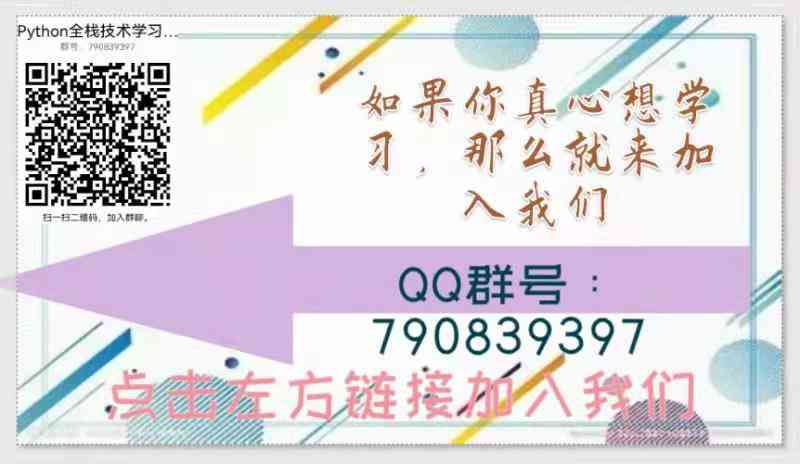 Python全栈技术学习...
群号：790839397
扫一扫二维码，加入群聊。
如果你真心想学
习，那么就来加
入我们
QQ群号：
790839397
点击左方链接加入我们